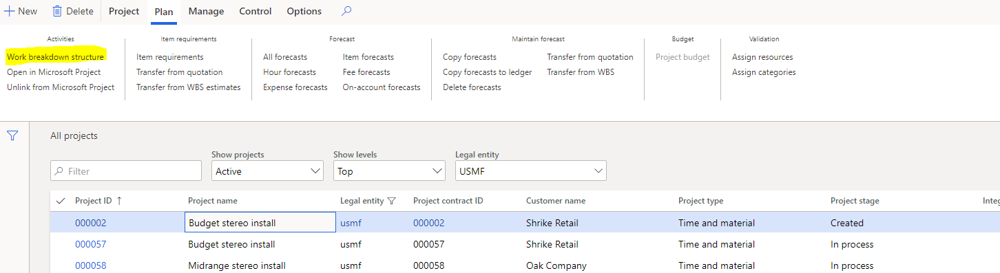 New Delete Project Plan Manage Control Options
Activities Item requirements Forecast Maintain forecast Budget Validation
Work breakdown structure Item requirements All forecasts Item forecasts Copy forecasts Transfer from quotation Project budget Assign resources
Open in Microsoft Project Transfer from quotation Hour forecasts Fee forecasts Copy forecasts to ledger Transfer from WBS Assign categories
Unlink from Microsoft Project Transfer from WBS estimates Expense forecasts On-account forecasts Delete forecasts
All projects
Show projects Show levels Legal entity
Filter Active Top USMF
Project ID Project name Legal entity Project contract ID Customer name Project type Project stage Integ
000002 Budget stereo install usmf 000002 Shrike Retail Time and material Created
000057 Budget stereo install usmf 000057 Shrike Retail Time and material In process
000058 Midrange stereo install usmf 000058 Oak Company Time and material In process